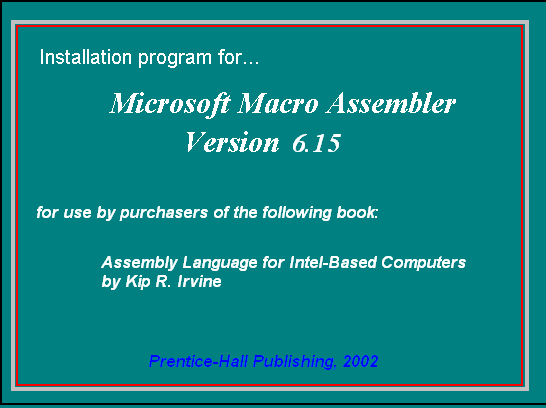 Installation program for...
Microsoft Macro Assembler
Version 6.15
for use by purchasers of the following book:
Assembly Language for Intel-Based Computers
by Kip R. Irvine
Prentice-Hall Publishing, 2002